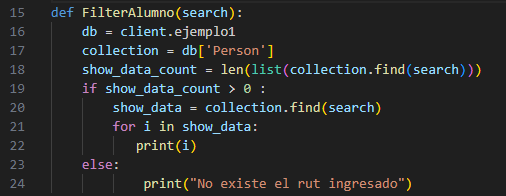 15 def FilterAlumno(search):
16     db = client.ejemplo1
17     collection = db['Person']
18     show_data_count = len(list(collection.find(search)))
19     if show_data_count > 0 :
20         show_data = collection.find(search)
21         for i in show_data:
22            print(i)
23     else:
24             print("No existe el rut ingresado")